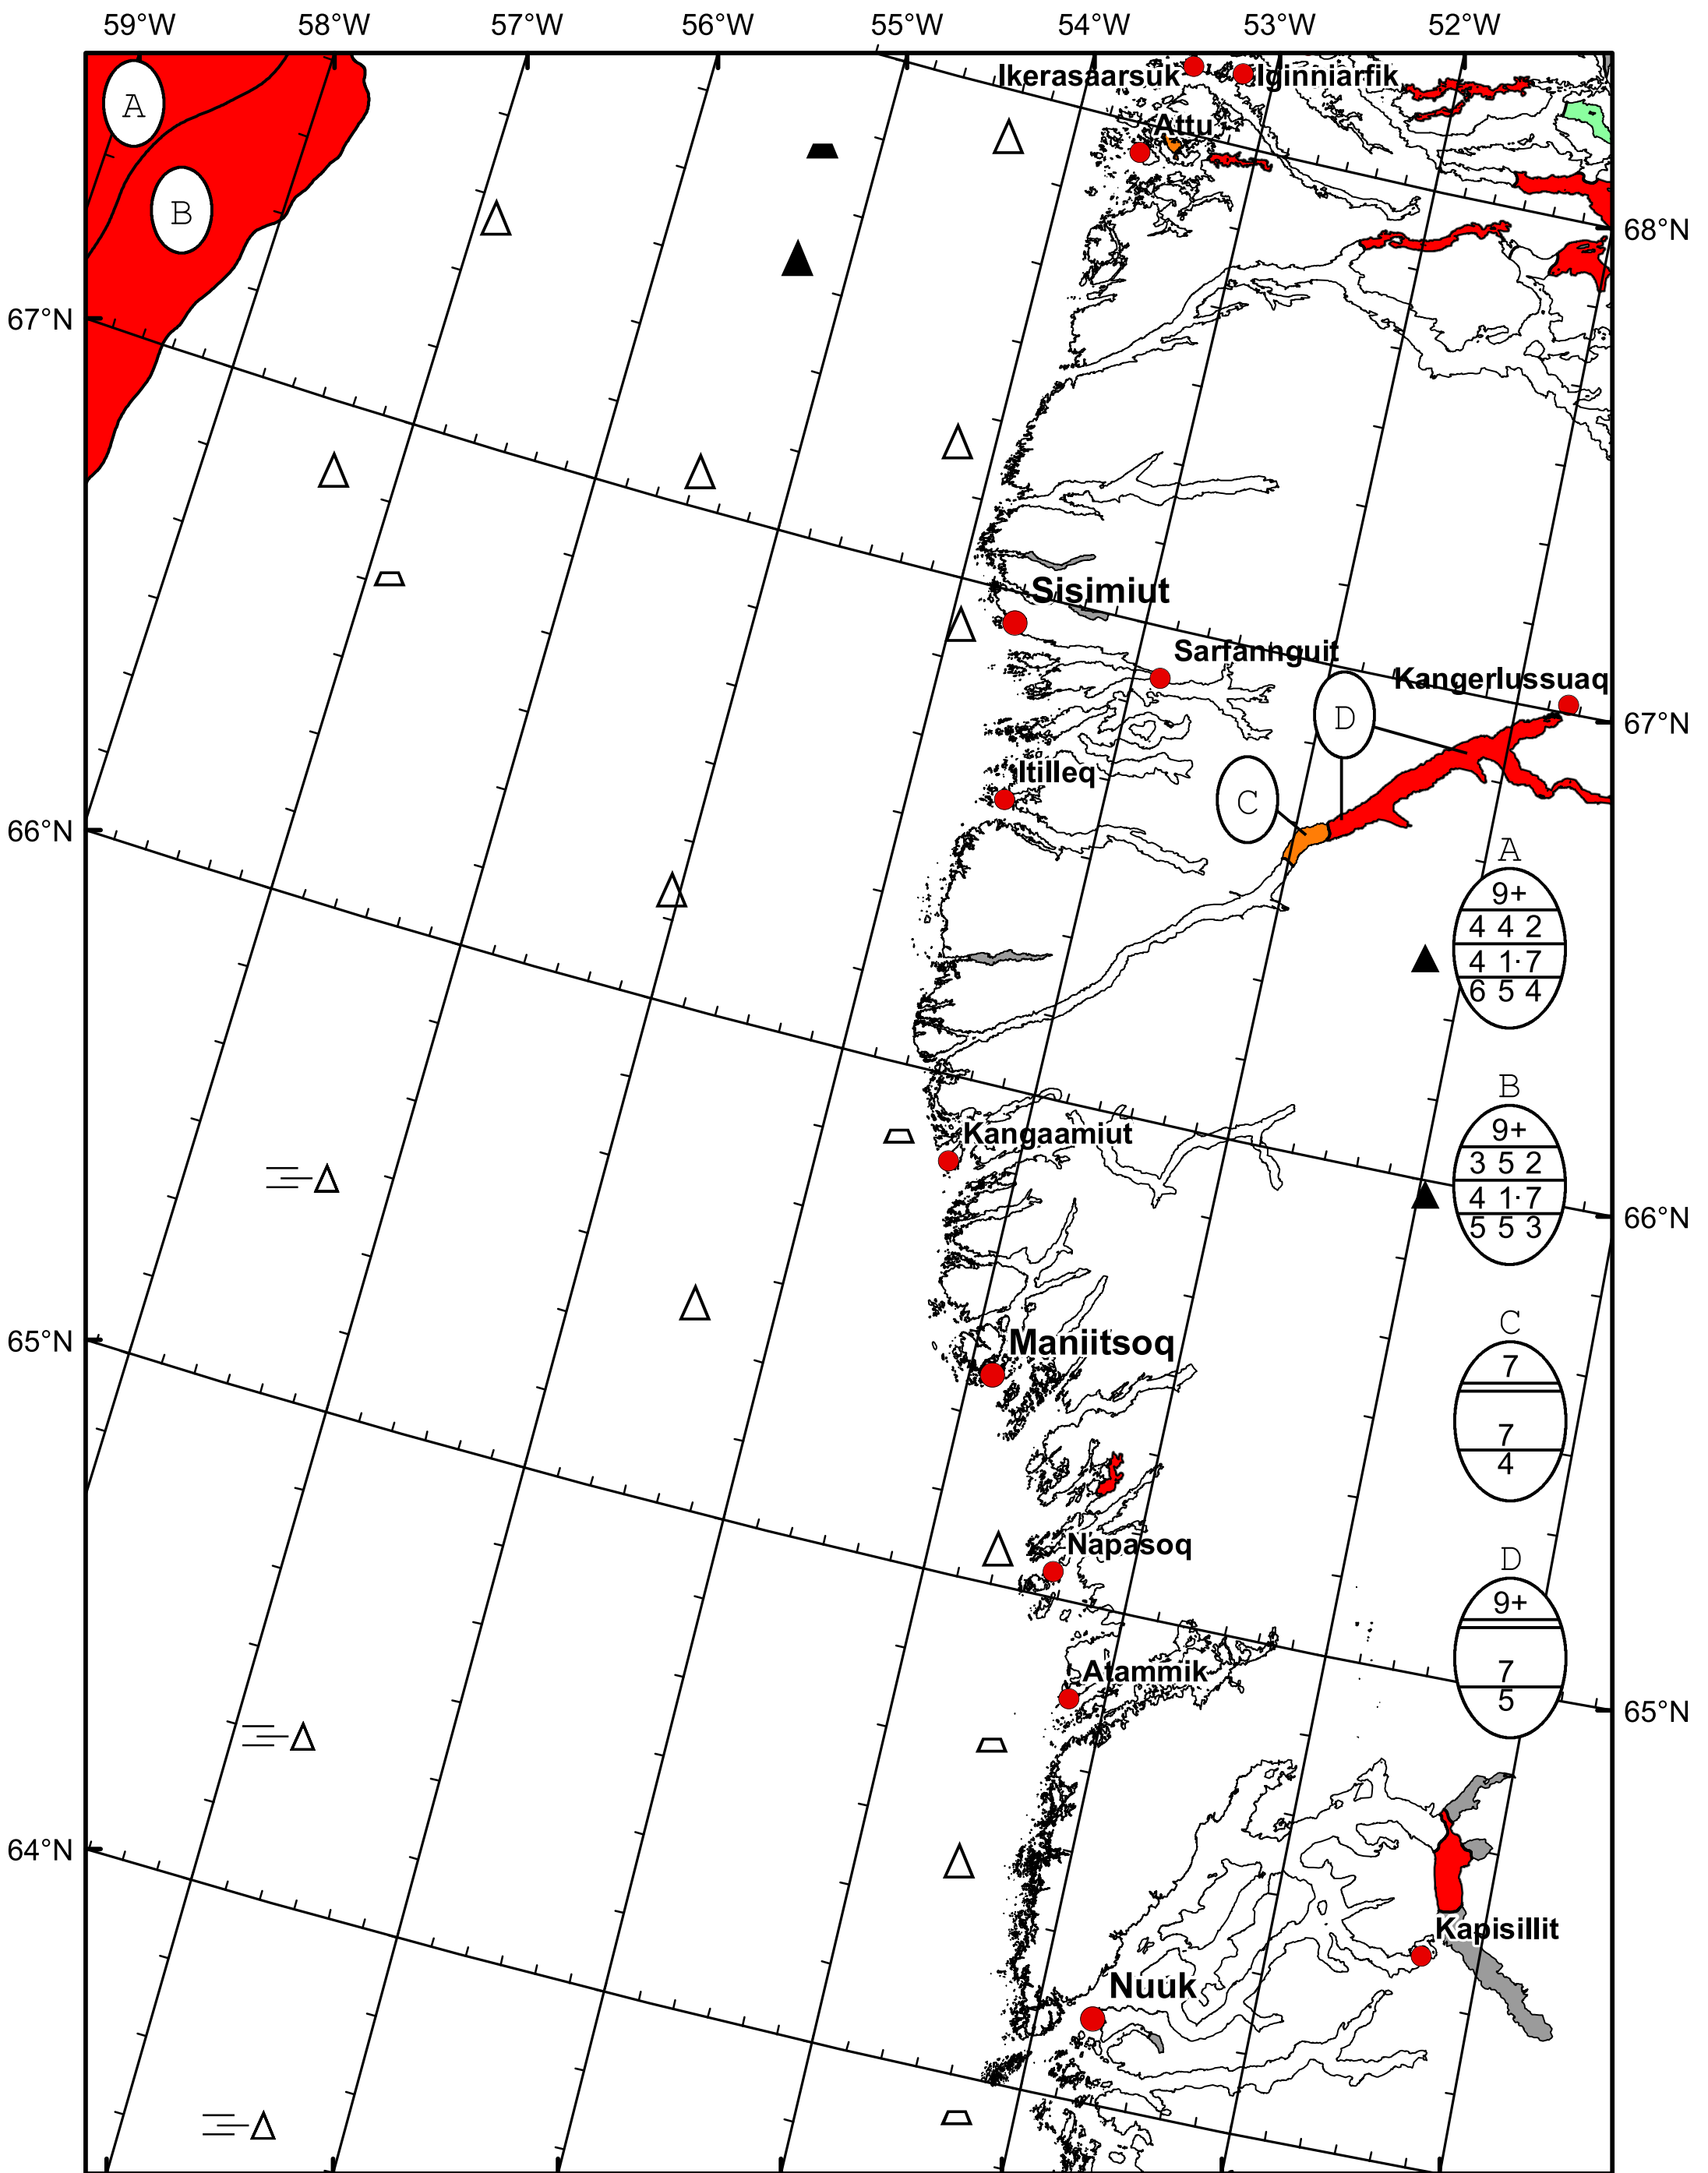 59°W 58°W 57°W 56°W 55°W 54°W 53°W 52°W
Ikerasaarsuk Iginniarfik
A
Attu
B
68°N
67°N
Sisimiut
Sarfannguit
Kangerlussuaq
D
67°N
Itilleq
C
66°N
A
9+
4 4 2
4 1·7
6 5 4
B
Kangaamiut
9+
3 5 2
4 1·7
5 5 3
66°N
C
65°N
Maniitsoq
7
7
4
Napasoq
D
9+
Atammik
7
5
65°N
64°N
Kapisillit
Nuuk